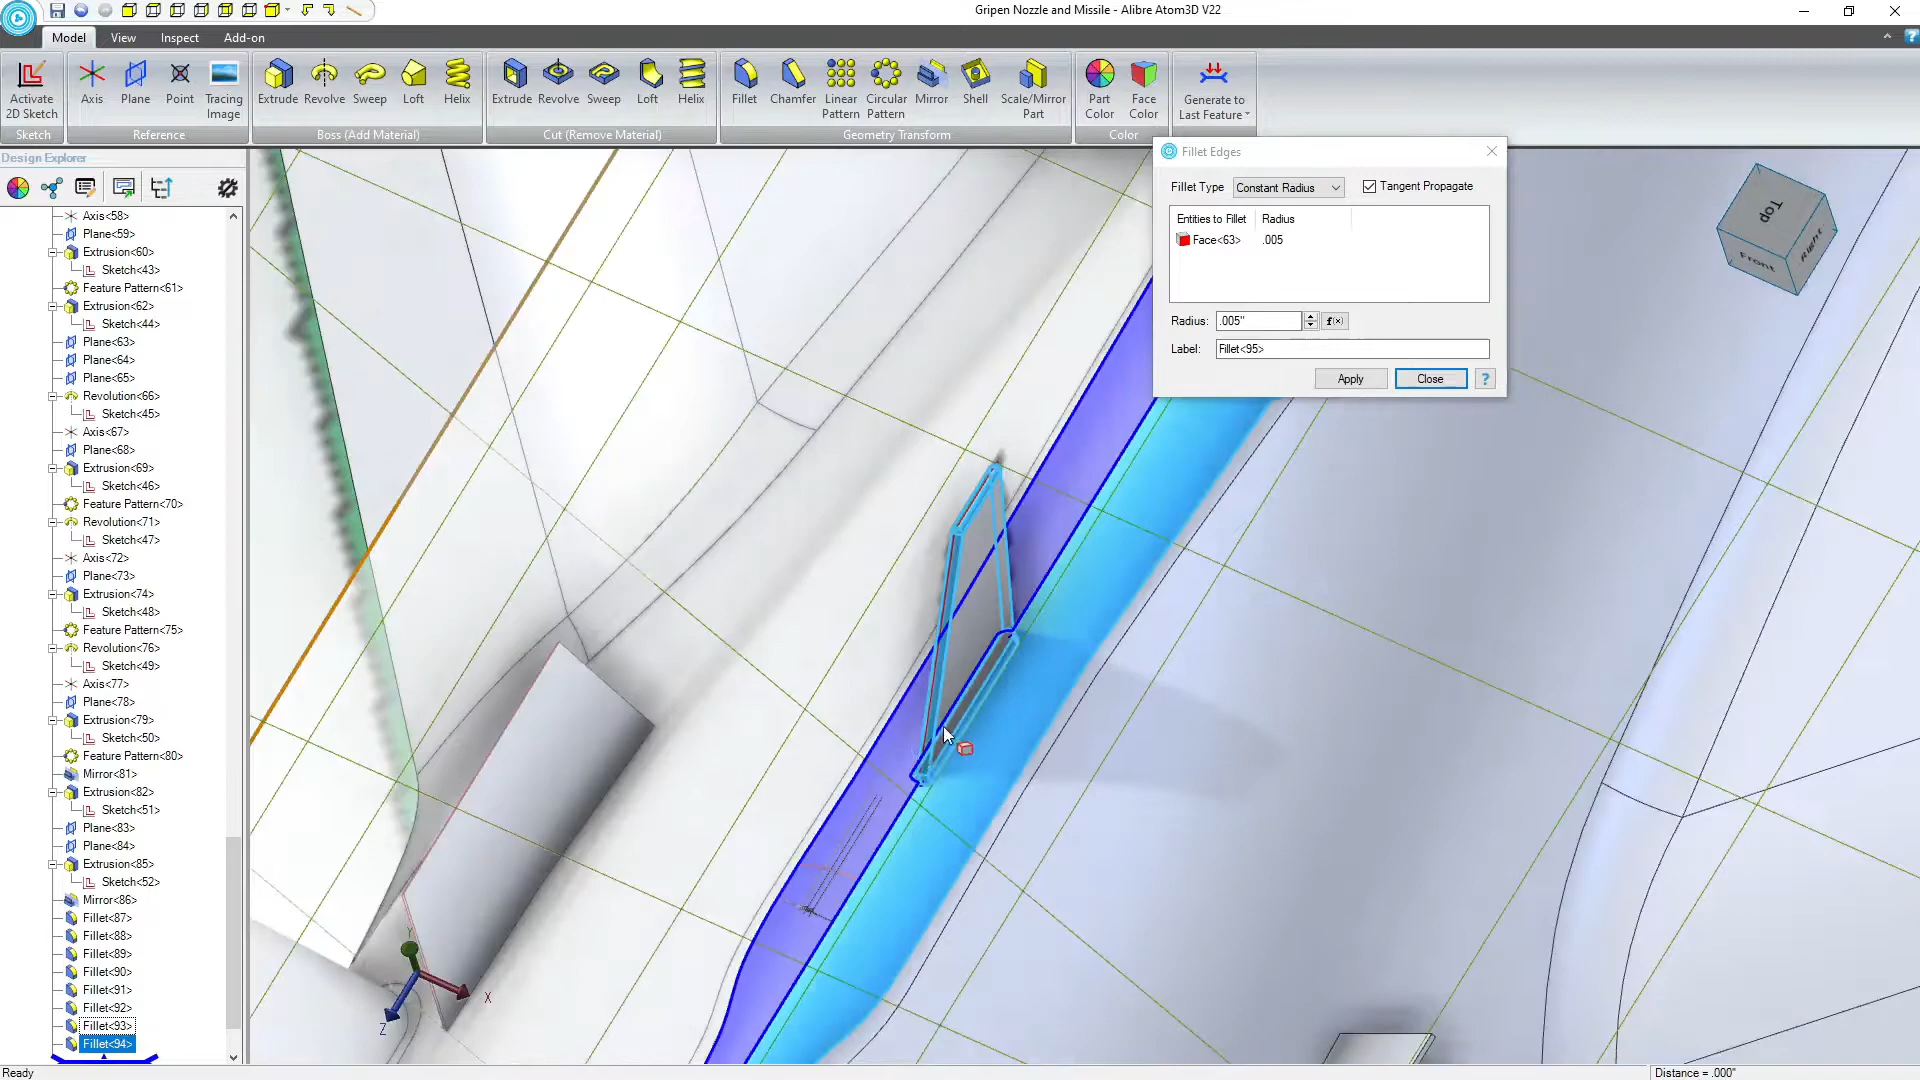 Gripen Nozzle and Missile - Alibre Atom3D V22
Model View Inspect Add-on
Activate 2D Sketch
Axis
Plane
Point
Tracing Image
Extrude
Revolve
Sweep
Loft
Helix
Extrude
Revolve
Sweep
Loft
Helix
Fillet
Chamfer
Linear Pattern
Circular Pattern
Mirror
Shell
Scale/Mirror Part
Part Color
Face Color
Generate to Last Feature
Sketch
Reference
Boss (Add Material)
Cut (Remove Material)
Geometry Transform
Color
Design Explorer
Axis<58>
Plane<59>
Extrusion<60>
Sketch<43>
Feature Pattern<61>
Extrusion<62>
Sketch<44>
Plane<63>
Plane<64>
Plane<65>
Revolution<66>
Sketch<45>
Axis<67>
Plane<68>
Extrusion<69>
Sketch<46>
Feature Pattern<70>
Revolution<71>
Sketch<47>
Axis<72>
Plane<73>
Extrusion<74>
Sketch<48>
Feature Pattern<75>
Revolution<76>
Sketch<49>
Axis<77>
Plane<78>
Extrusion<79>
Sketch<50>
Feature Pattern<80>
Mirror<81>
Extrusion<82>
Sketch<51>
Plane<83>
Plane<84>
Extrusion<85>
Sketch<52>
Mirror<86>
Fillet<87>
Fillet<88>
Fillet<89>
Fillet<90>
Fillet<91>
Fillet<92>
Fillet<93>
Fillet<94>
Fillet Edges
Fillet Type Constant Radius Tangent Propagate
Entities to Fillet Radius
Face<63> .005
Radius: .005" f(x)
Label: Fillet<95>
Apply Close ?
Top
Front
Right
Y
X
Z
Ready
Distance = .000"